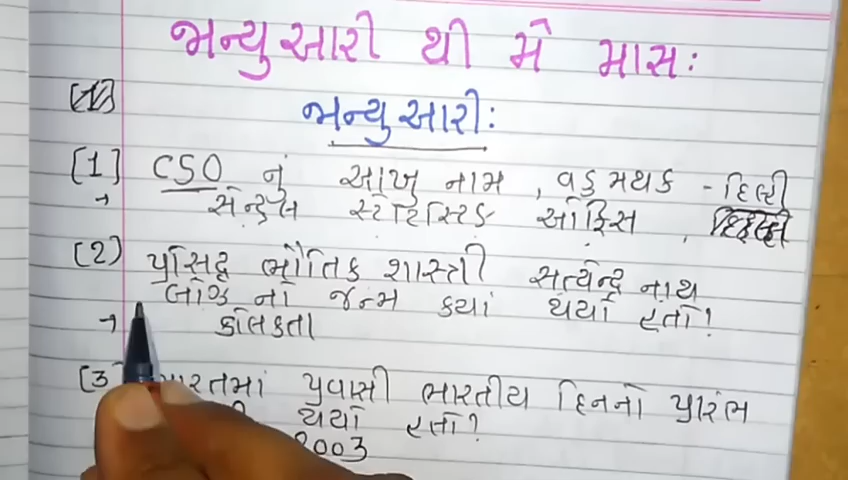 જાન્યુઆરી થી મે માસ:
જાન્યુઆરી:
[1] CSO નું આખુ નામ, વડુ મથક - દિલ્હી
→ સેન્ટ્રલ સ્ટેટિસ્ટિક ઓફિસ, દિલ્હી
(2) પ્રસિદ્ધ ભૌતિક શાસ્ત્રી સત્યેન્દ્ર નાથ
બોઝ નો જન્મ કયાં થયો હતો!
→ કોલકતા
[3 ભારતમાં પ્રવાસી ભારતીય દિનનો પ્રારંભ
થયો હતો?
2003